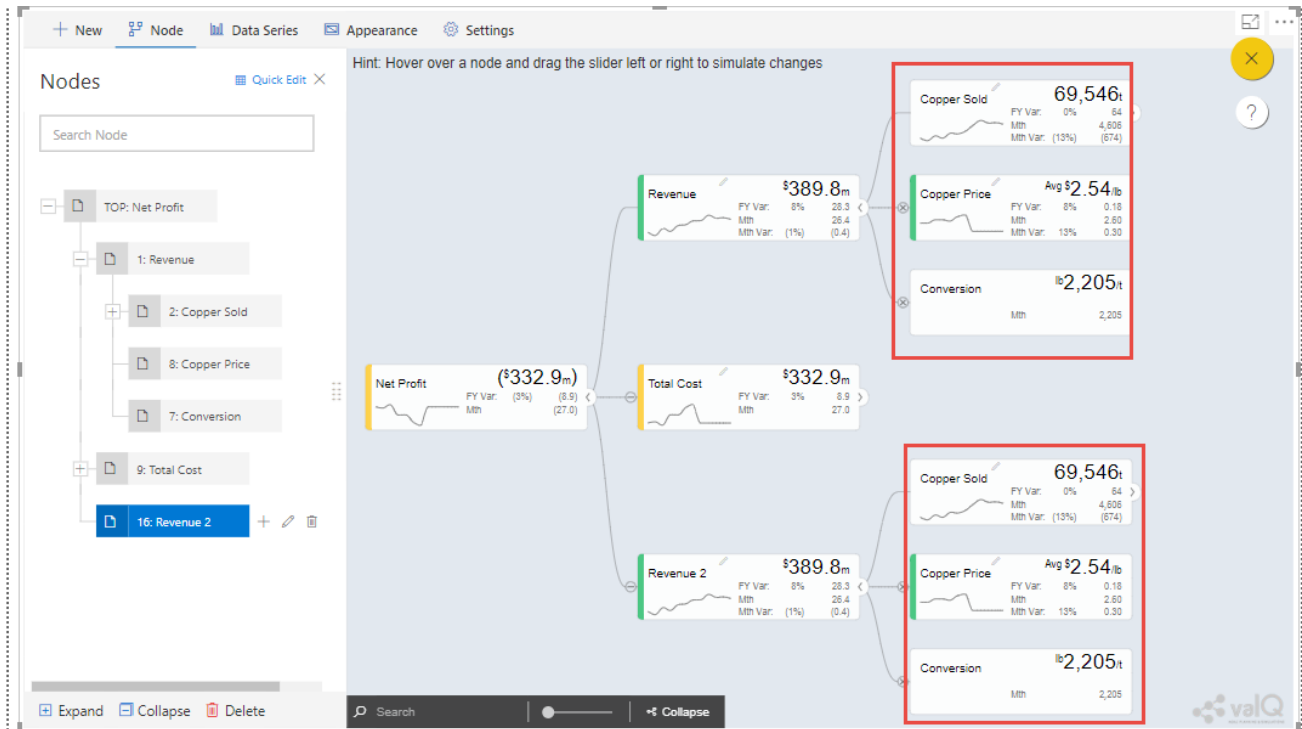 New
Node
Data Series
Appearance
Settings
Nodes
Quick Edit
Search Node
TOP: Net Profit
1: Revenue
2: Copper Sold
8: Copper Price
7: Conversion
9: Total Cost
16: Revenue 2
Expand
Collapse
Delete
Hint: Hover over a node and drag the slider left or right to simulate changes
Net Profit
($332.9m)
FY Var: (3%) (8.9)
Mth (27.0)
Revenue
$389.8m
FY Var: 8% 28.3
Mth 26.4
Mth Var: (1%) (0.4)
Copper Sold
69,546t
FY Var: 0% 64
Mth 4,606
Mth Var: (13%) (674)
Copper Price
Avg $2.54/lb
FY Var: 8% 0.18
Mth 2.60
Mth Var: 13% 0.30
Conversion
lb2,205/t
Mth 2,205
Total Cost
$332.9m
FY Var: 3% 8.9
Mth 27.0
Revenue 2
$389.8m
FY Var: 8% 28.3
Mth 26.4
Mth Var: (1%) (0.4)
Copper Sold
69,546t
FY Var: 0% 64
Mth 4,606
Mth Var: (13%) (674)
Copper Price
Avg $2.54/lb
FY Var: 8% 0.18
Mth 2.60
Mth Var: 13% 0.30
Conversion
lb2,205/t
Mth 2,205
Search
Collapse
?
valQ